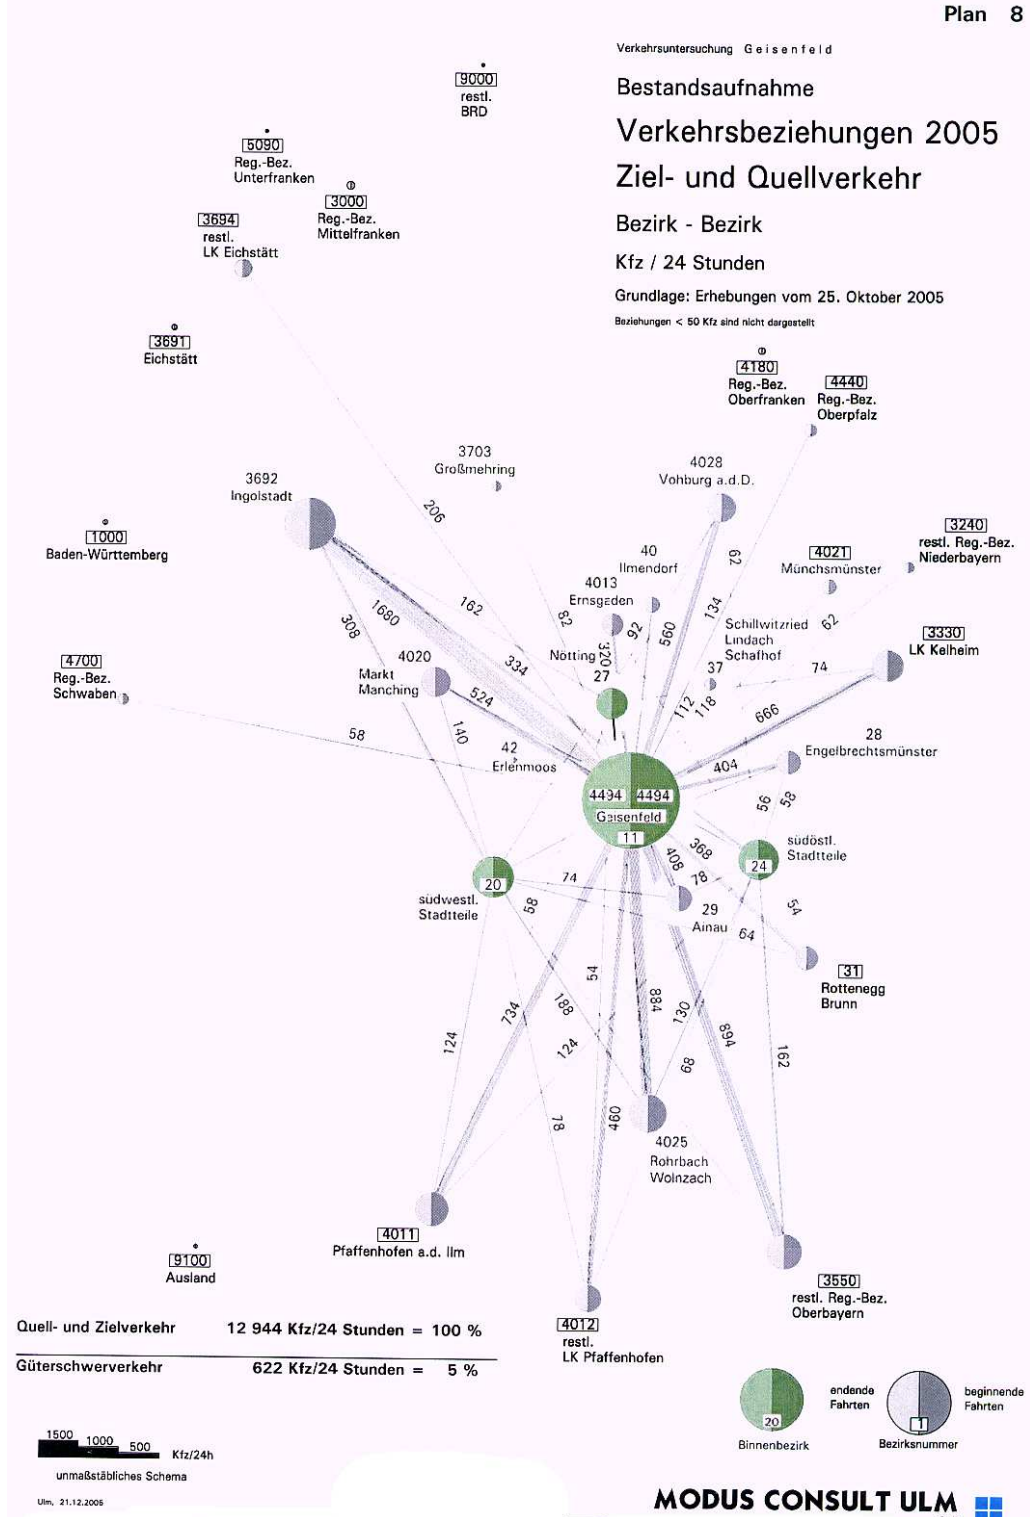 Plan 8
Verkehrsuntersuchung Geisenfeld
Bestandsaufnahme
Verkehrsbeziehungen 2005
Ziel- und Quellverkehr
Bezirk - Bezirk
Kfz / 24 Stunden
Grundlage: Erhebungen vom 25. Oktober 2005
Beziehungen < 50 Kfz sind nicht dargestellt
9000
restl.
BRD
5090
Reg.-Bez.
Unterfranken
3000
Reg.-Bez.
Mittelfranken
3694
restl.
LK Eichstätt
3691
Eichstätt
4180
Reg.-Bez.
Oberfranken
4440
Reg.-Bez.
Oberpfalz
3703
Großmehring
4028
Vohburg a.d.D.
3692
Ingolstadt
206
1000
Baden-Württemberg
3240
restl. Reg.-Bez.
Niederbayern
40
Ilmendorf
62
4021
Münchsmünster
4013
Ernsgaden
308
1680
162
82
320
92
560
134
Schillwitzried
Lindach
Schafhof
62
3330
LK Kelheim
4700
Reg.-Bez.
Schwaben
4020
Markt
Manching
334
Nötting
27
37
74
524
112
118
666
58
140
42
Erlenmoos
28
Engelbrechtsmünster
404
4494 4494
Geisenfeld
11
56
58
408
368
südöstl.
Stadtteile
24
20
südwestl.
Stadtteile
74
58
78
29
Ainau
54
64
31
Rottenegg
Brunn
54
124
734
188
124
884
130
894
68
162
78
460
4025
Rohrbach
Wolnzach
4011
Pfaffenhofen a.d. Ilm
9100
Ausland
3550
restl. Reg.-Bez.
Oberbayern
4012
restl.
LK Pfaffenhofen
Quell- und Zielverkehr 12 944 Kfz/24 Stunden = 100 %
Güterschwerverkehr 622 Kfz/24 Stunden = 5 %
endende
Fahrten
beginnende
Fahrten
20
1
Binnenbezirk
Bezirksnummer
1500 1000 500 Kfz/24h
unmaßstäbliches Schema
Ulm, 21.12.2005
MODUS CONSULT ULM